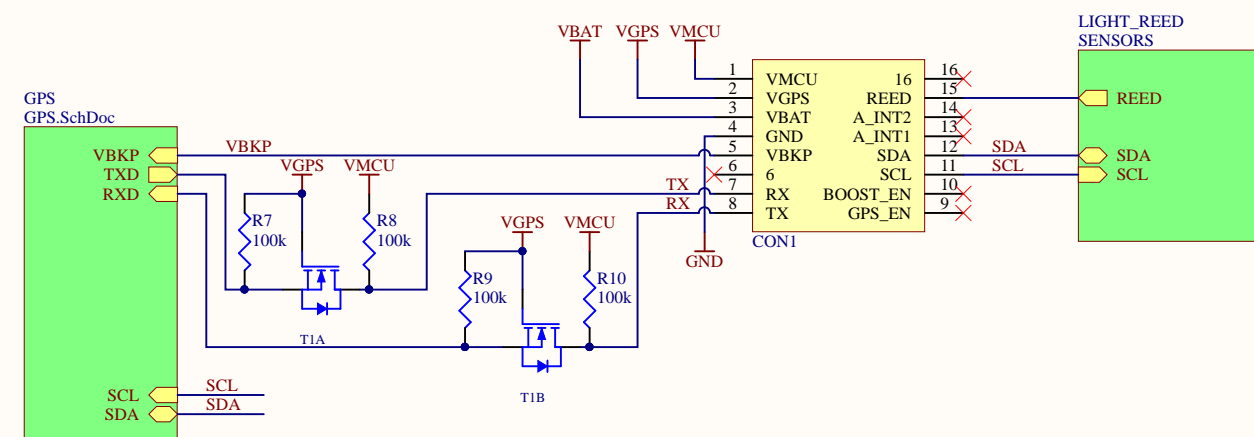 LIGHT_REED
SENSORS
VBAT VGPS VMCU
GPS
GPS.SchDoc
1 VMCU 16 16
2 VGPS REED 15 REED
3 VBAT A_INT2 14
4 GND A_INT1 13
VBKP VBKP 5 VBKP SDA 12 SDA SDA
TXD VGPS VMCU 6 6 SCL 11 SCL SCL
RXD TX 7 RX BOOST_EN 10
RX 8 TX GPS_EN 9
R7 R8 VGPS VMCU CON1
100k 100k GND
R9 R10
100k 100k
T1A
T1B
SCL SCL
SDA SDA